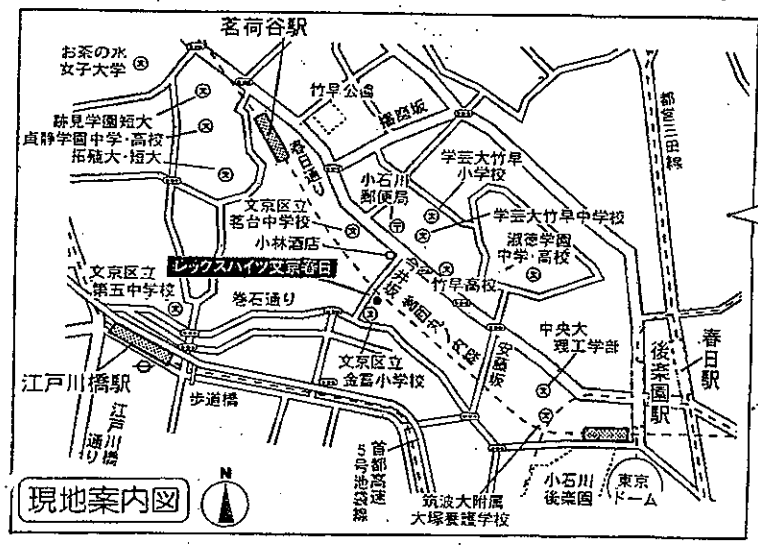 茗荷谷駅
お茶の水
女子大学
跡見学園短大
貞静学園中学・高校
拓殖大・短大
竹早公園
播磨坂
春日通り
都営三田線
小石川
郵便局
学芸大竹早
小学校
学芸大竹早中学校
淑徳学園
中学・高校
文京区立
茗台中学校
小林酒店
レックスハイツ文京春日
文京区立
第五中学校
巻石通り
竹早高校
営団丸ノ内線
安藤坂
文京区立
金富小学校
中央大
理工学部
後楽園駅
春日駅
江戸川橋駅
江戸川橋
通り
歩道橋
首都高速
5号池袋線
筑波大附属
大塚養護学校
小石川
後楽園
東京
ドーム
現地案内図
N